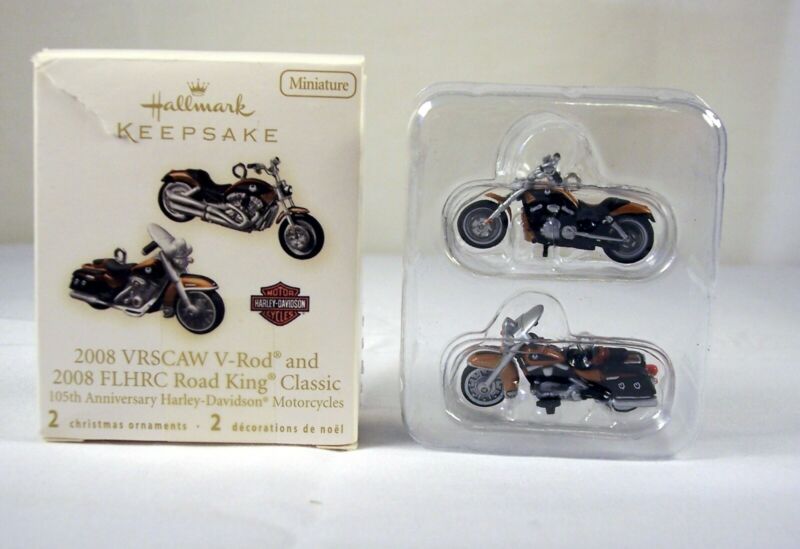 Miniature
Hallmark
KEEPSAKE
MOTOR
HARLEY-DAVIDSON
CYCLES
2008 VRSCAW V-Rod® and
2008 FLHRC Road King® Classic
105th Anniversary Harley-Davidson® Motorcycles
2 christmas ornaments · 2 décorations de noël